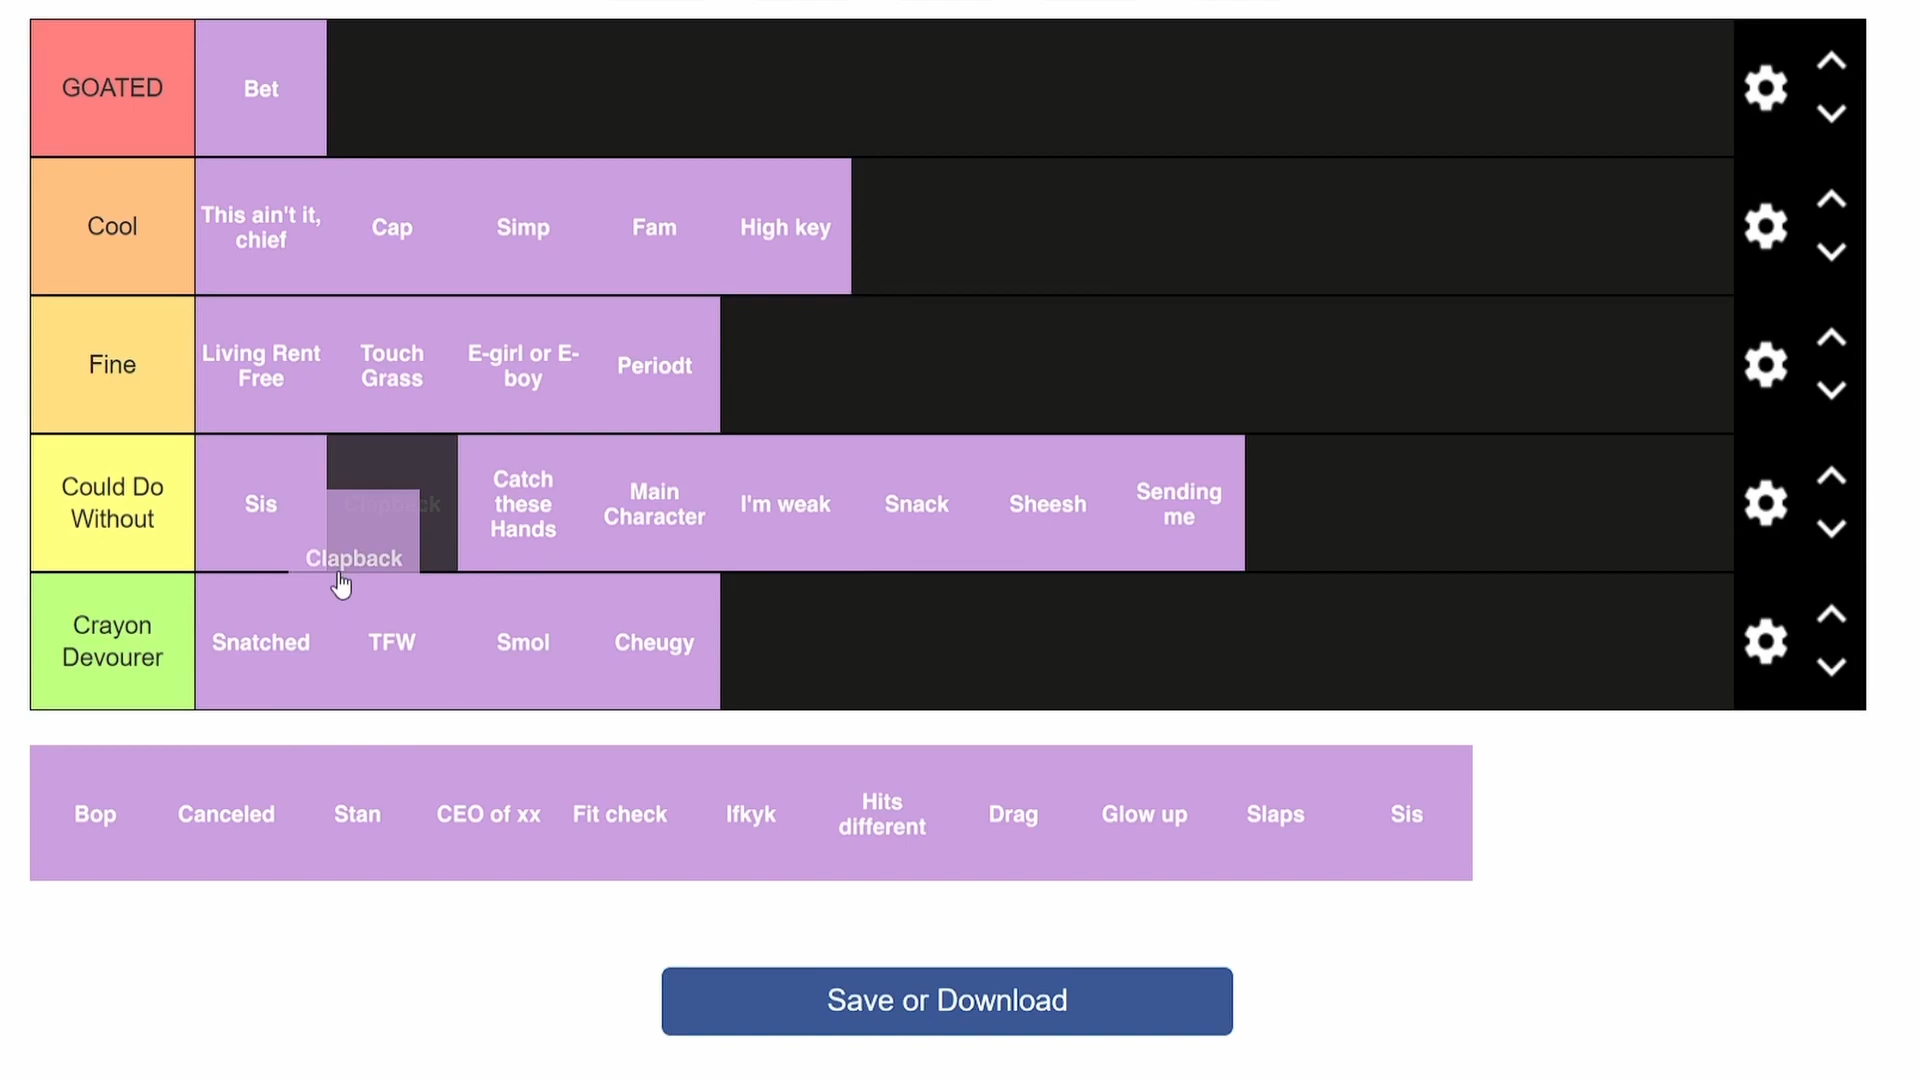 GOATED
Bet
This ain't it,
chief
Cool
Cap
Simp
Fam
High key
Fine
Living Rent
Free
Touch
Grass
E-girl or E-
boy
Periodt
Could Do
Without
Sis
Clapback
Clapback
Catch
these
Hands
Main
Character
I'm weak
Snack
Sheesh
Sending
me
Crayon
Devourer
Snatched
TFW
Smol
Cheugy
Bop
Canceled
Stan
CEO of xx
Fit check
Ifkyk
Hits
different
Drag
Glow up
Slaps
Sis
Save or Download